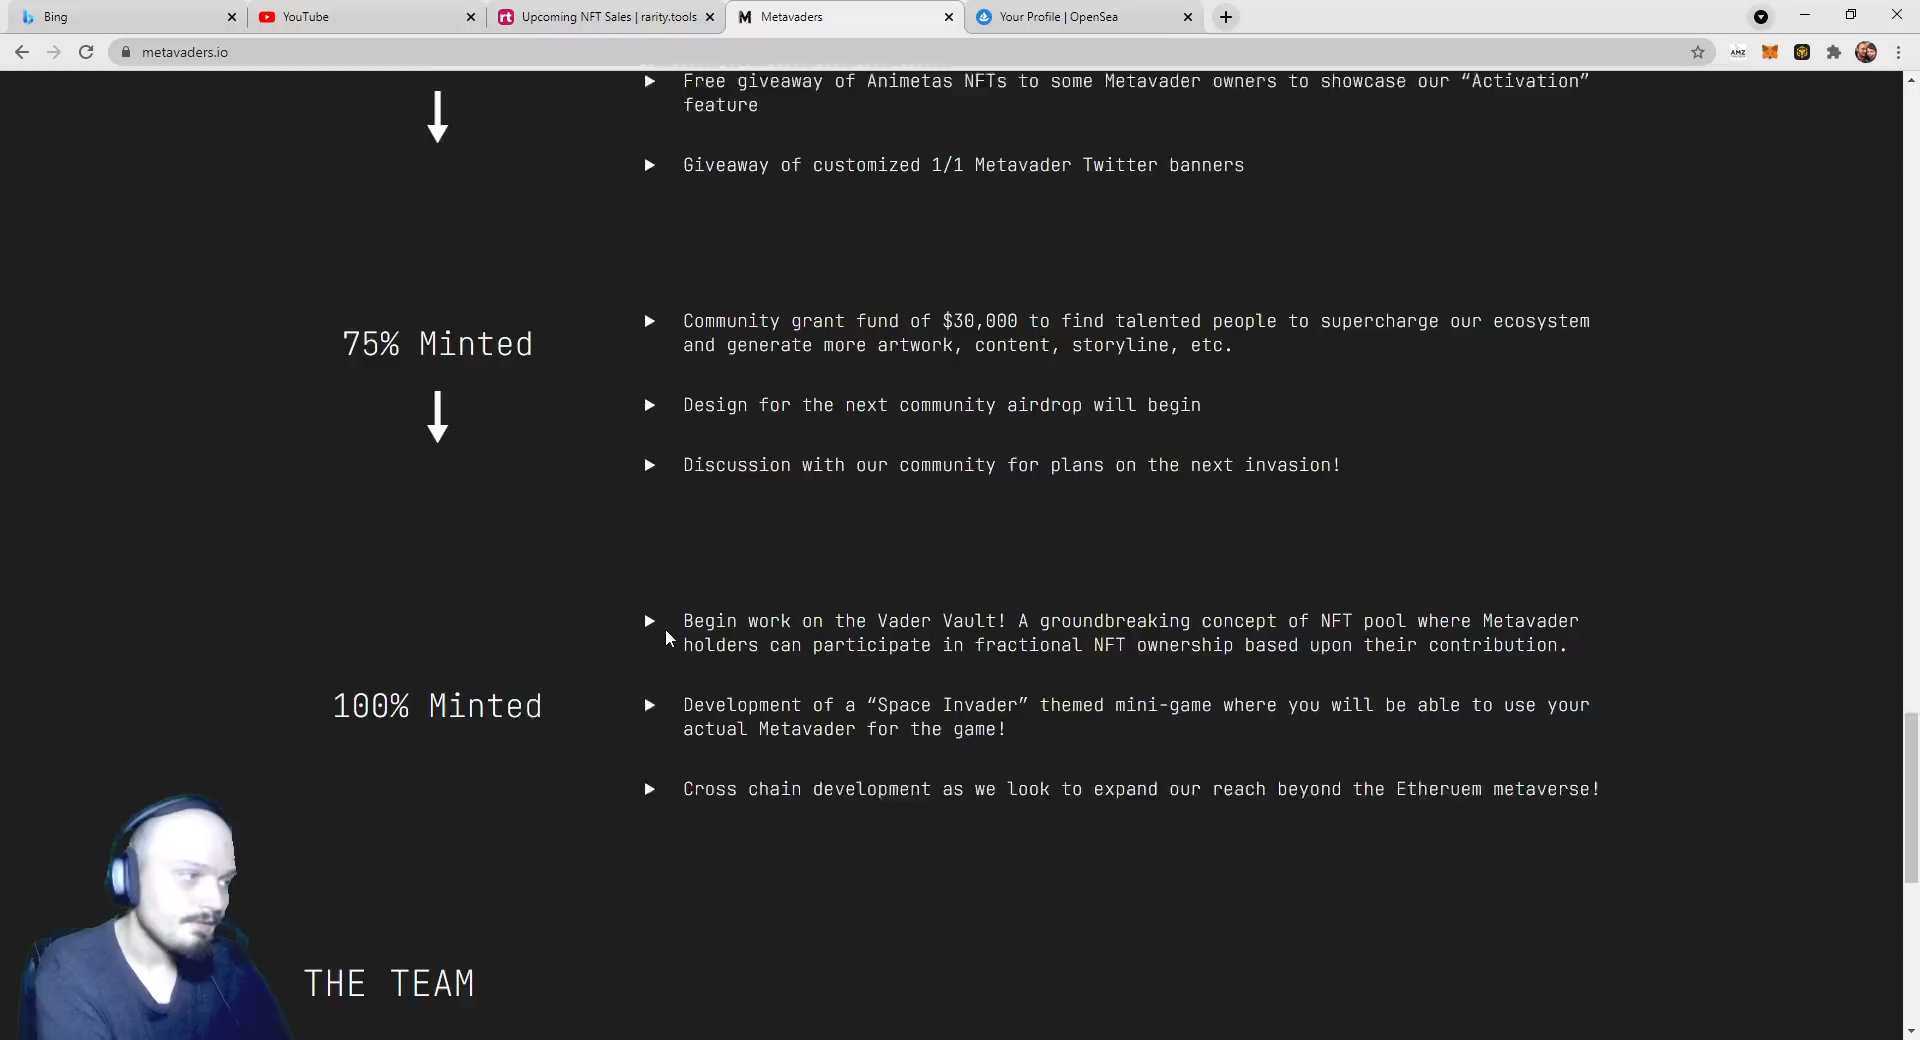 Bing
YouTube
Upcoming NFT Sales | rarity.tools
Metavaders
Your Profile | OpenSea
metavaders.io
AMZ
Free giveaway of Animetas NFTs to some Metavader owners to showcase our “Activation”
feature
Giveaway of customized 1/1 Metavader Twitter banners
75% Minted
Community grant fund of $30,000 to find talented people to supercharge our ecosystem
and generate more artwork, content, storyline, etc.
Design for the next community airdrop will begin
Discussion with our community for plans on the next invasion!
100% Minted
Begin work on the Vader Vault! A groundbreaking concept of NFT pool where Metavader
holders can participate in fractional NFT ownership based upon their contribution.
Development of a “Space Invader” themed mini-game where you will be able to use your
actual Metavader for the game!
Cross chain development as we look to expand our reach beyond the Etheruem metaverse!
THE TEAM